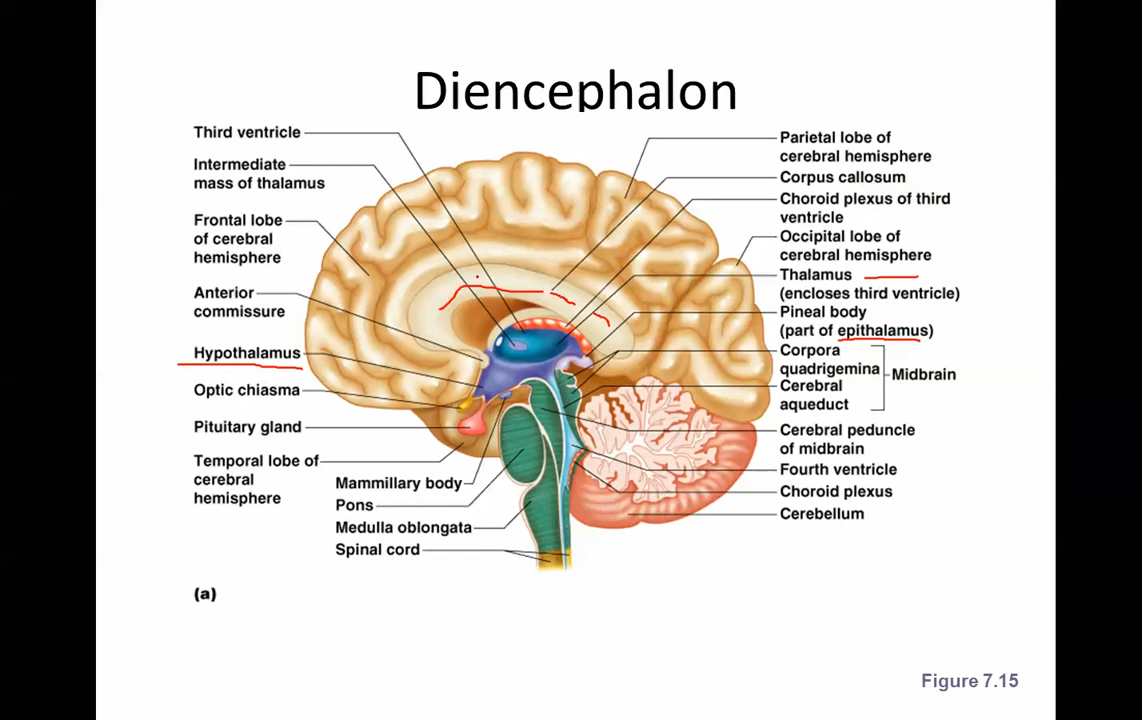 Diencephalon
Third ventricle
Intermediate
mass of thalamus
Frontal lobe
of cerebral
hemisphere
Anterior
commissure
Hypothalamus
Optic chiasma
Pituitary gland
Temporal lobe of
cerebral
hemisphere
Mammillary body
Pons
Medulla oblongata
Spinal cord
Parietal lobe of
cerebral hemisphere
Corpus callosum
Choroid plexus of third
ventricle
Occipital lobe of
cerebral hemisphere
Thalamus
(encloses third ventricle)
Pineal body
(part of epithalamus)
Corpora
quadrigemina
Cerebral
aqueduct
Midbrain
Cerebral peduncle
of midbrain
Fourth ventricle
Choroid plexus
Cerebellum
(a)
Figure 7.15